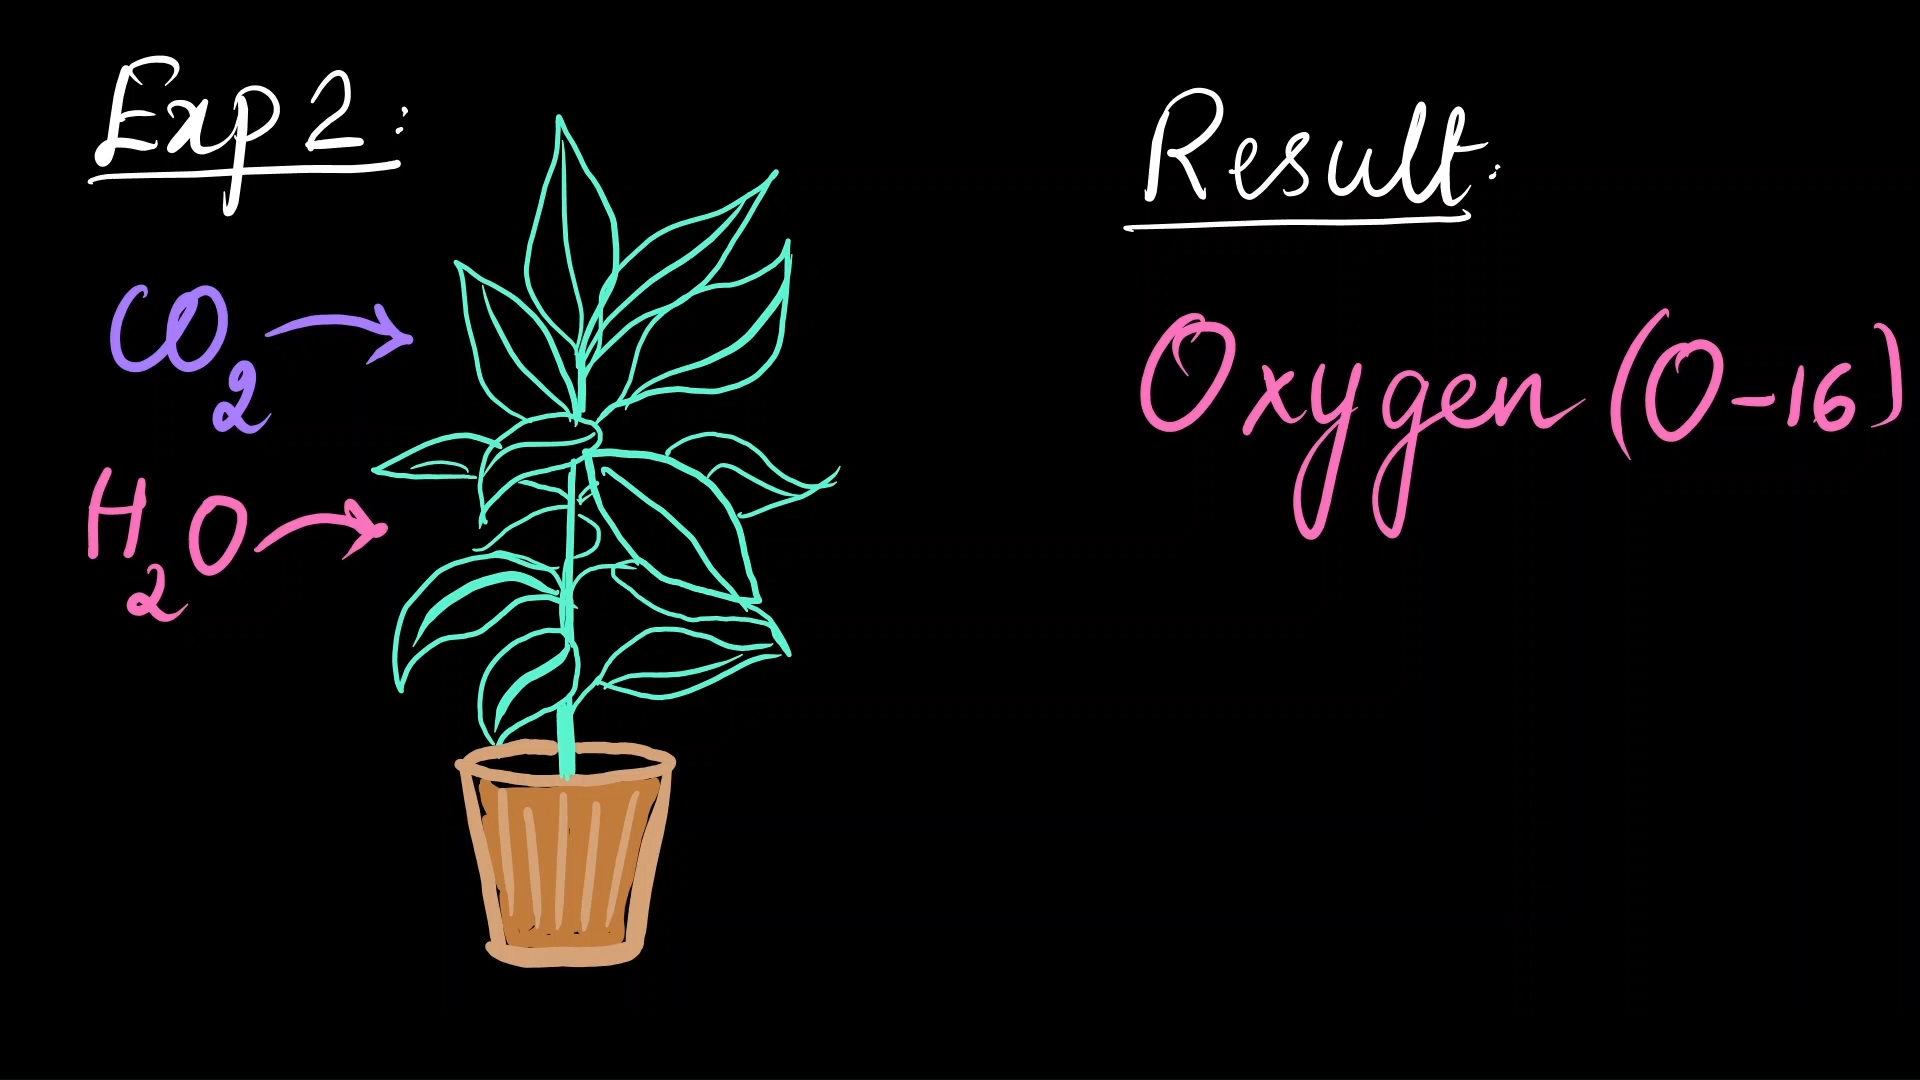 Exp 2:
CO₂
H₂O
Result:
Oxygen (O-16)